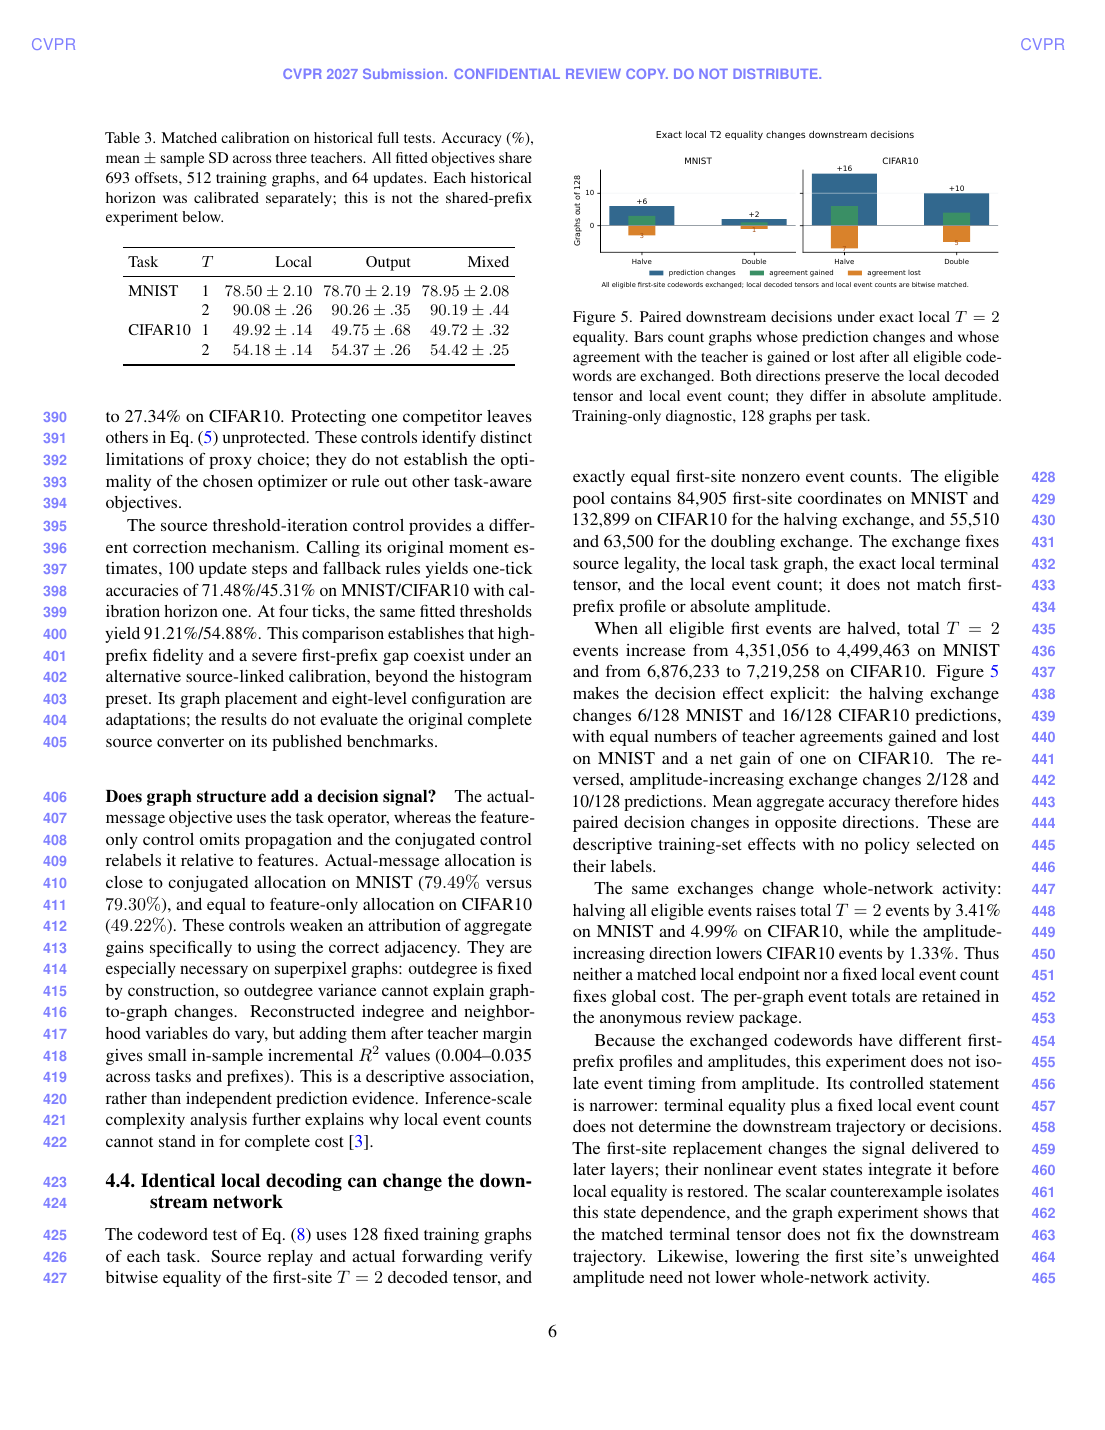 CVPR
CVPR
CVPR 2027 Submission. CONFIDENTIAL REVIEW COPY. DO NOT DISTRIBUTE.
Table 3. Matched calibration on historical full tests. Accuracy (%),
mean ± sample SD across three teachers. All fitted objectives share
693 offsets, 512 training graphs, and 64 updates. Each historical
horizon was calibrated separately; this is not the shared-prefix
experiment below.
Task T Local Output Mixed
MNIST 1 78.50 ± 2.10 78.70 ± 2.19 78.95 ± 2.08
2 90.08 ± .26 90.26 ± .35 90.19 ± .44
CIFAR10 1 49.92 ± .14 49.75 ± .68 49.72 ± .32
2 54.18 ± .14 54.37 ± .26 54.42 ± .25
390 to 27.34% on CIFAR10. Protecting one competitor leaves
391 others in Eq. (5) unprotected. These controls identify distinct
392 limitations of proxy choice; they do not establish the opti-
393 mality of the chosen optimizer or rule out other task-aware
394 objectives.
395 The source threshold-iteration control provides a differ-
396 ent correction mechanism. Calling its original moment es-
397 timates, 100 update steps and fallback rules yields one-tick
398 accuracies of 71.48%/45.31% on MNIST/CIFAR10 with cal-
399 ibration horizon one. At four ticks, the same fitted thresholds
400 yield 91.21%/54.88%. This comparison establishes that high-
401 prefix fidelity and a severe first-prefix gap coexist under an
402 alternative source-linked calibration, beyond the histogram
403 preset. Its graph placement and eight-level configuration are
404 adaptations; the results do not evaluate the original complete
405 source converter on its published benchmarks.
406 Does graph structure add a decision signal? The actual-
407 message objective uses the task operator, whereas the feature-
408 only control omits propagation and the conjugated control
409 relabels it relative to features. Actual-message allocation is
410 close to conjugated allocation on MNIST (79.49% versus
411 79.30%), and equal to feature-only allocation on CIFAR10
412 (49.22%). These controls weaken an attribution of aggregate
413 gains specifically to using the correct adjacency. They are
414 especially necessary on superpixel graphs: outdegree is fixed
415 by construction, so outdegree variance cannot explain graph-
416 to-graph changes. Reconstructed indegree and neighbor-
417 hood variables do vary, but adding them after teacher margin
418 gives small in-sample incremental R² values (0.004–0.035
419 across tasks and prefixes). This is a descriptive association,
420 rather than independent prediction evidence. Inference-scale
421 complexity analysis further explains why local event counts
422 cannot stand in for complete cost [3].
423 4.4. Identical local decoding can change the down-
424 stream network
425 The codeword test of Eq. (8) uses 128 fixed training graphs
426 of each task. Source replay and actual forwarding verify
427 bitwise equality of the first-site T = 2 decoded tensor, and
Exact local T2 equality changes downstream decisions
MNIST
CIFAR10
Graphs out of 128
10
0
+6
3
+2
1
+16
7
+10
5
Halve Double Halve Double
prediction changes agreement gained agreement lost
All eligible first-site codewords exchanged; local decoded tensors and local event counts are bitwise matched.
Figure 5. Paired downstream decisions under exact local T = 2
equality. Bars count graphs whose prediction changes and whose
agreement with the teacher is gained or lost after all eligible code-
words are exchanged. Both directions preserve the local decoded
tensor and local event count; they differ in absolute amplitude.
Training-only diagnostic, 128 graphs per task.
exactly equal first-site nonzero event counts. The eligible 428
pool contains 84,905 first-site coordinates on MNIST and 429
132,899 on CIFAR10 for the halving exchange, and 55,510 430
and 63,500 for the doubling exchange. The exchange fixes 431
source legality, the local task graph, the exact local terminal 432
tensor, and the local event count; it does not match first- 433
prefix profile or absolute amplitude. 434
When all eligible first events are halved, total T = 2 435
events increase from 4,351,056 to 4,499,463 on MNIST 436
and from 6,876,233 to 7,219,258 on CIFAR10. Figure 5 437
makes the decision effect explicit: the halving exchange 438
changes 6/128 MNIST and 16/128 CIFAR10 predictions, 439
with equal numbers of teacher agreements gained and lost 440
on MNIST and a net gain of one on CIFAR10. The re- 441
versed, amplitude-increasing exchange changes 2/128 and 442
10/128 predictions. Mean aggregate accuracy therefore hides 443
paired decision changes in opposite directions. These are 444
descriptive training-set effects with no policy selected on 445
their labels. 446
The same exchanges change whole-network activity: 447
halving all eligible events raises total T = 2 events by 3.41% 448
on MNIST and 4.99% on CIFAR10, while the amplitude- 449
increasing direction lowers CIFAR10 events by 1.33%. Thus 450
neither a matched local endpoint nor a fixed local event count 451
fixes global cost. The per-graph event totals are retained in 452
the anonymous review package. 453
Because the exchanged codewords have different first- 454
prefix profiles and amplitudes, this experiment does not iso- 455
late event timing from amplitude. Its controlled statement 456
is narrower: terminal equality plus a fixed local event count 457
does not determine the downstream trajectory or decisions. 458
The first-site replacement changes the signal delivered to 459
later layers; their nonlinear event states integrate it before 460
local equality is restored. The scalar counterexample isolates 461
this state dependence, and the graph experiment shows that 462
the matched terminal tensor does not fix the downstream 463
trajectory. Likewise, lowering the first site's unweighted 464
amplitude need not lower whole-network activity. 465
6